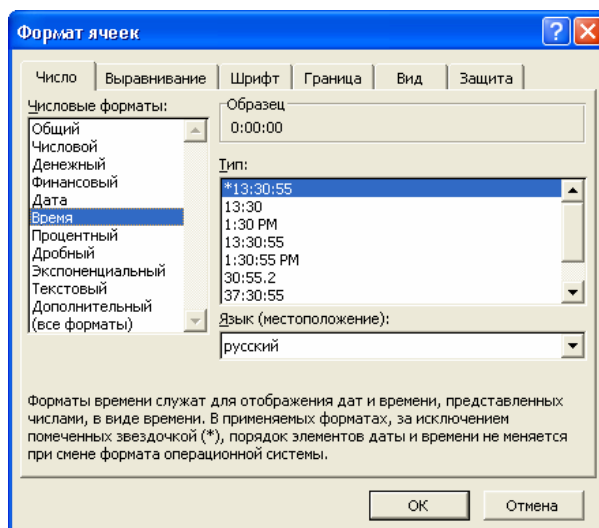 Формат ячеек
Число
Выравнивание
Шрифт
Граница
Вид
Защита
Числовые форматы:
Общий
Числовой
Денежный
Финансовый
Дата
Время
Процентный
Дробный
Экспоненциальный
Текстовый
Дополнительный
(все форматы)
Образец
0:00:00
Тип:
*13:30:55
13:30
1:30 PM
13:30:55
1:30:55 PM
30:55.2
37:30:55
Язык (местоположение):
русский
Форматы времени служат для отображения дат и времени, представленных
числами, в виде времени. В применяемых форматах, за исключением
помеченных звездочкой (*), порядок элементов даты и времени не меняется
при смене формата операционной системы.
ОК
Отмена